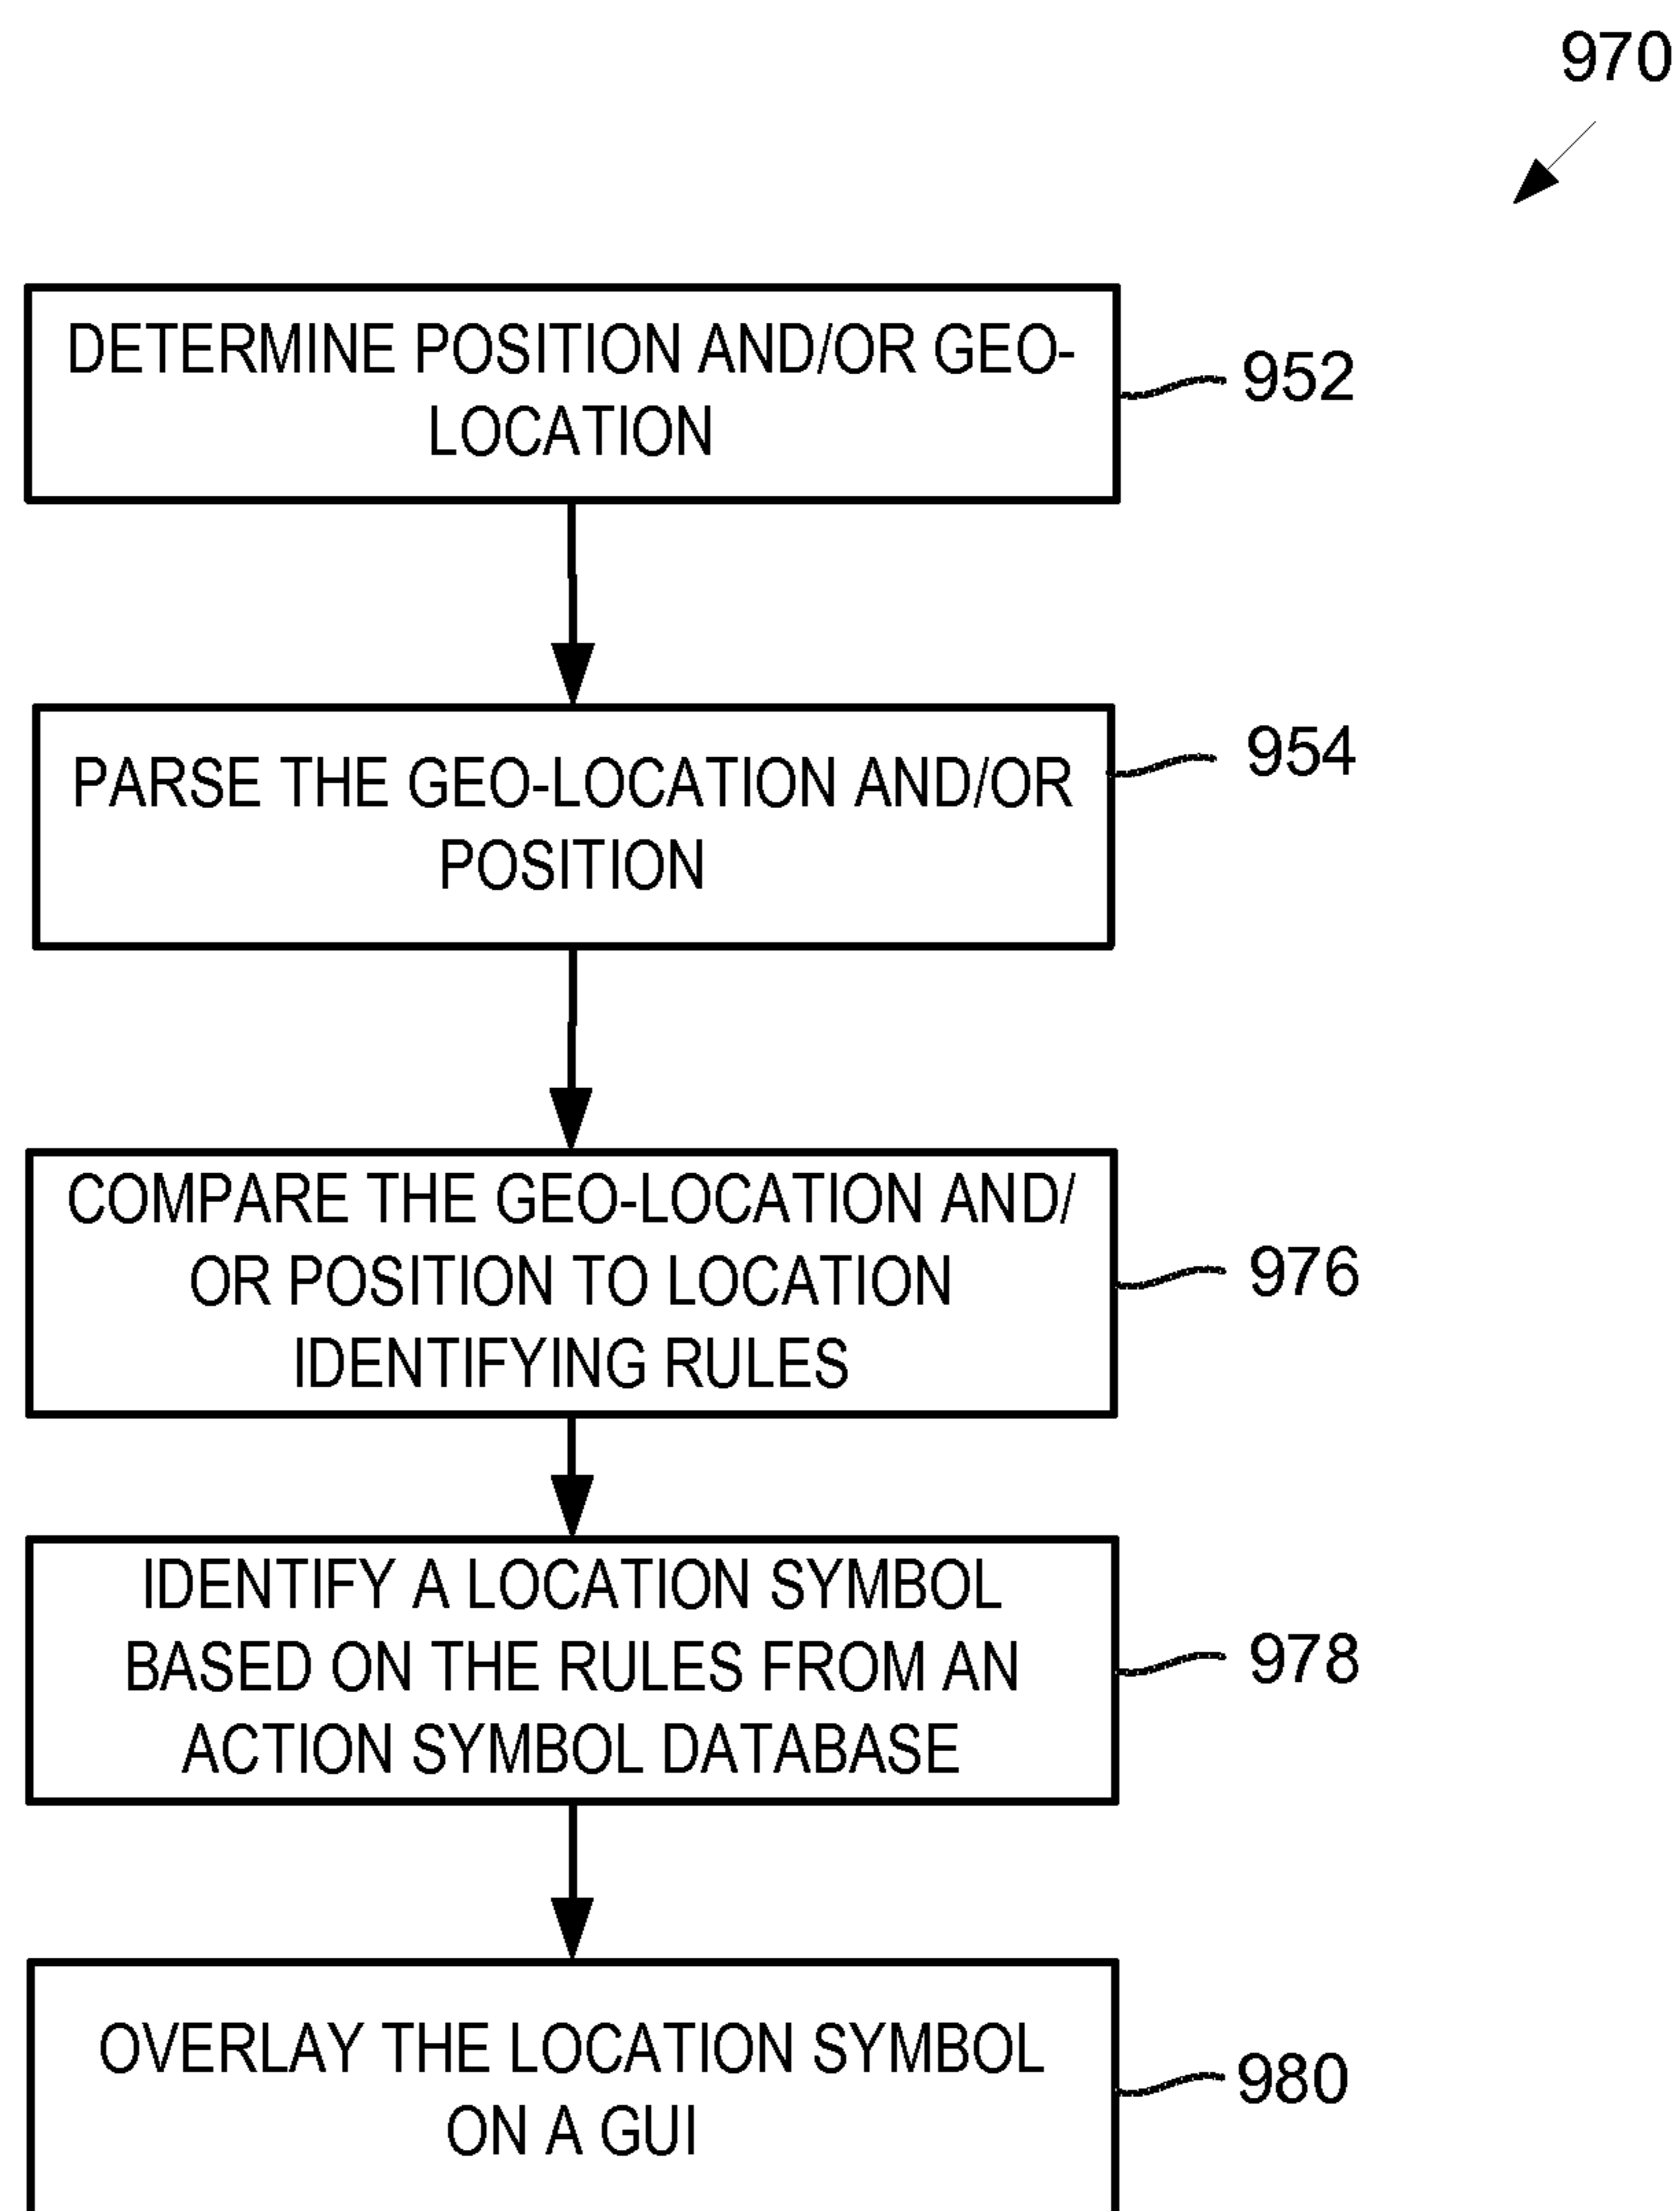 970
DETERMINE POSITION AND/OR GEO-
LOCATION
952
PARSE THE GEO-LOCATION AND/OR
POSITION
954
COMPARE THE GEO-LOCATION AND/
OR POSITION TO LOCATION
IDENTIFYING RULES
976
IDENTIFY A LOCATION SYMBOL
BASED ON THE RULES FROM AN
ACTION SYMBOL DATABASE
978
OVERLAY THE LOCATION SYMBOL
ON A GUI
980